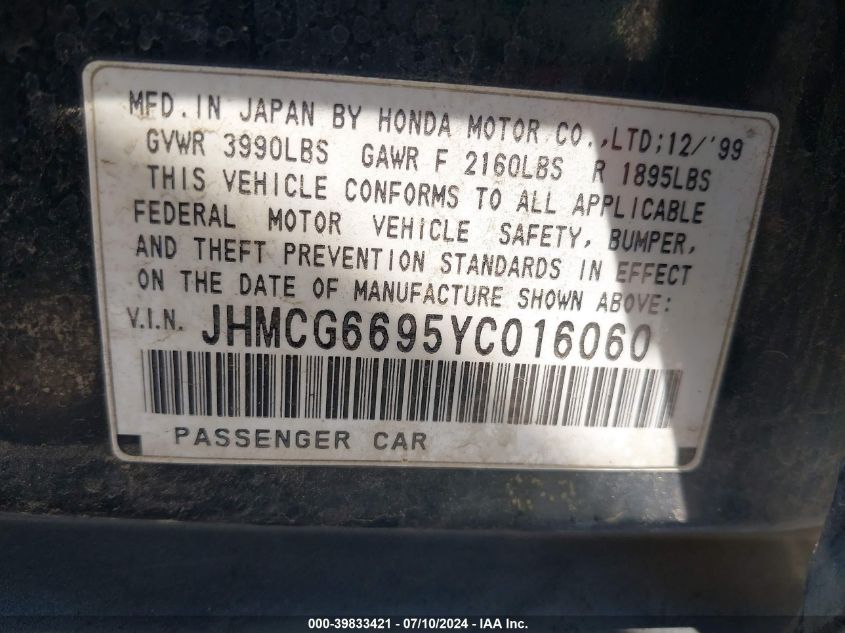 MFD.IN JAPAN BY HONDA MOTOR CO.,LTD;12/'99
GVWR 3990LBS GAWR F 2160LBS R 1895LBS
THIS VEHICLE CONFORMS TO ALL APPLICABLE
FEDERAL MOTOR VEHICLE SAFETY, BUMPER,
AND THEFT PREVENTION STANDARDS IN EFFECT
ON THE DATE OF MANUFACTURE SHOWN ABOVE:
V.I.N. JHMCG6695YC016060
PASSENGER CAR
000-39833421 - 07/10/2024 - IAA Inc.